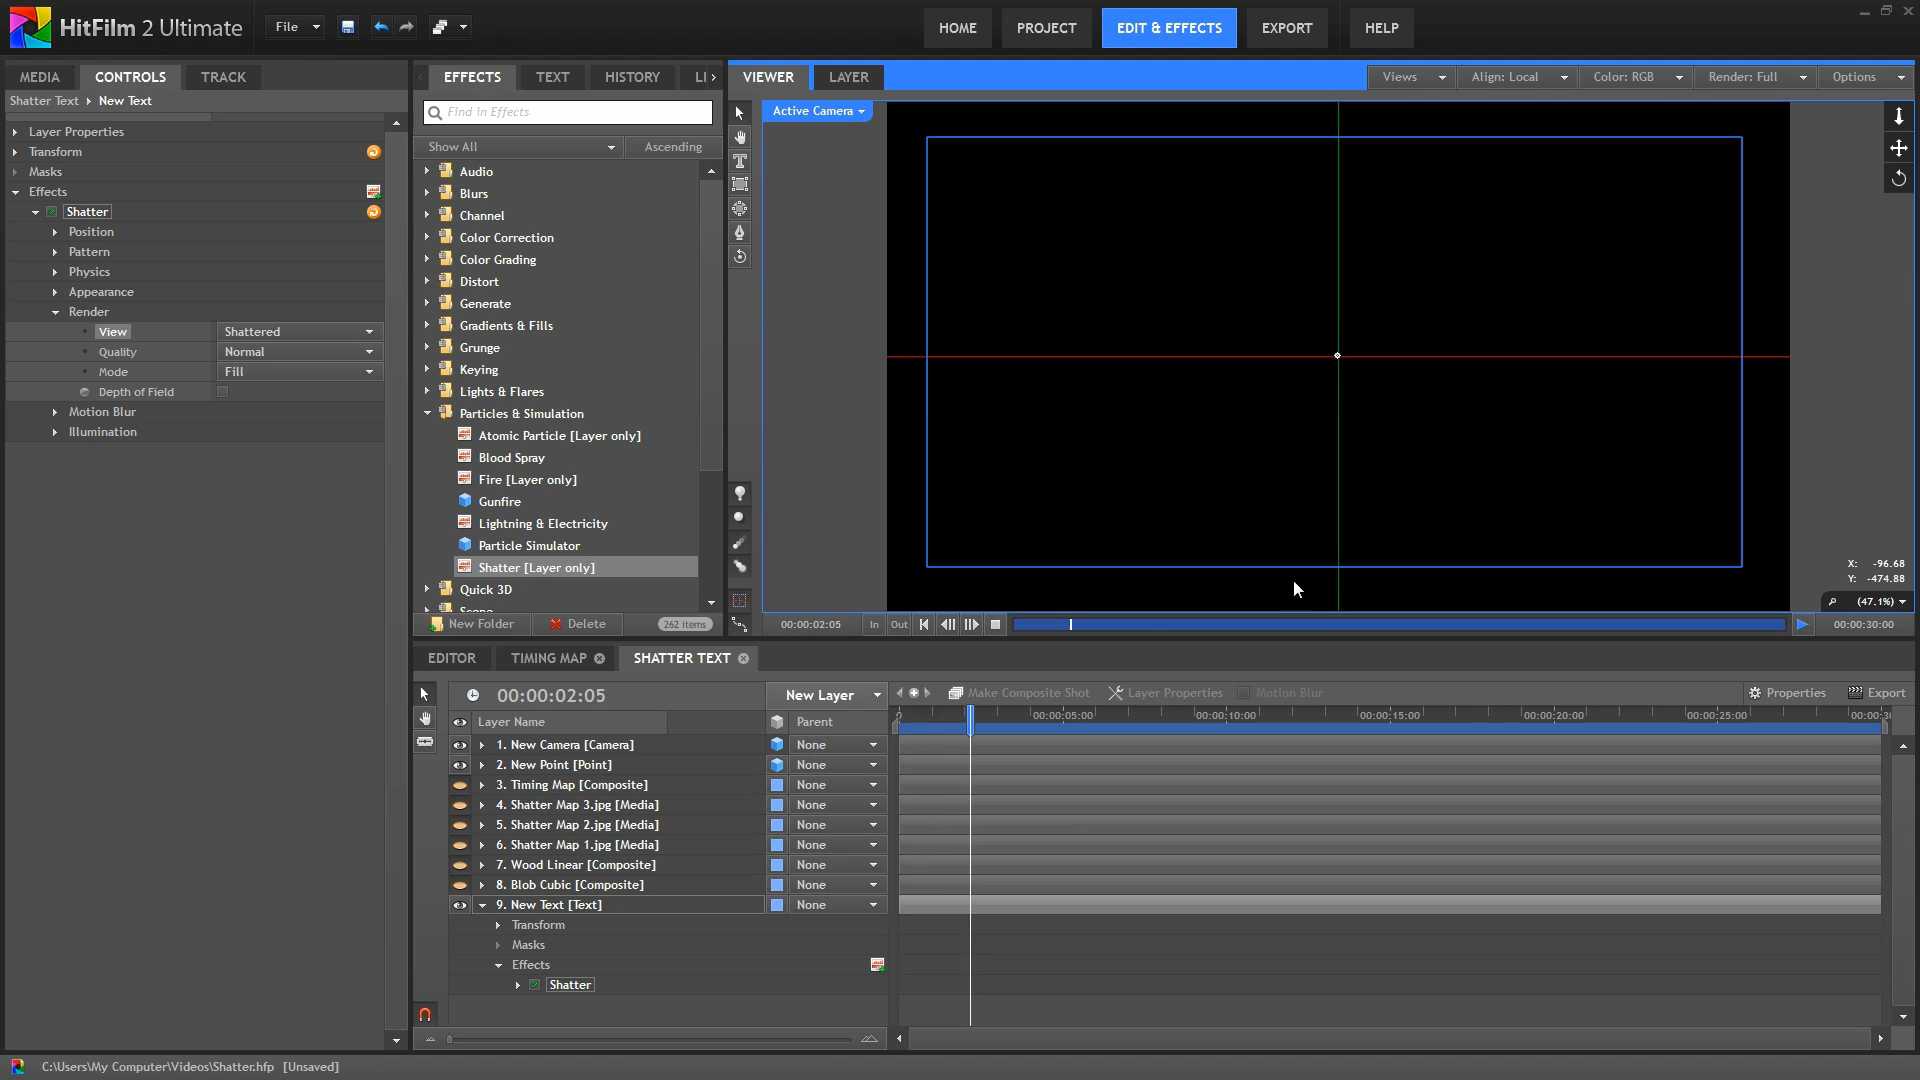 HitFilm 2 Ultimate
File
HOME
PROJECT
EDIT & EFFECTS
EXPORT
HELP
MEDIA
CONTROLS
TRACK
Shatter Text
New Text
Layer Properties
Transform
Masks
Effects
Shatter
Position
Pattern
Physics
Appearance
Render
View
Shattered
Quality
Normal
Mode
Fill
Depth of Field
Motion Blur
Illumination
EFFECTS
TEXT
HISTORY
Find in Effects
Show All
Ascending
Audio
Blurs
Channel
Color Correction
Color Grading
Distort
Generate
Gradients & Fills
Grunge
Keying
Lights & Flares
Particles & Simulation
Atomic Particle [Layer only]
Blood Spray
Fire [Layer only]
Gunfire
Lightning & Electricity
Particle Simulator
Shatter [Layer only]
Quick 3D
New Folder
Delete
262 items
VIEWER
LAYER
Views
Align: Local
Color: RGB
Render: Full
Options
Active Camera
X: -96.68
Y: -474.88
(47.1%)
00:00:02:05
In
Out
00:00:30:00
EDITOR
TIMING MAP
SHATTER TEXT
00:00:02:05
New Layer
Make Composite Shot
Layer Properties
Motion Blur
Properties
Export
Layer Name
Parent
00:00:05:00
00:00:10:00
00:00:15:00
00:00:20:00
00:00:25:00
1. New Camera [Camera]
None
2. New Point [Point]
None
3. Timing Map [Composite]
None
4. Shatter Map 3.jpg [Media]
None
5. Shatter Map 2.jpg [Media]
None
6. Shatter Map 1.jpg [Media]
None
7. Wood Linear [Composite]
None
8. Blob Cubic [Composite]
None
9. New Text [Text]
None
Transform
Masks
Effects
Shatter
C:\Users\My Computer\Videos\Shatter.hfp [Unsaved]